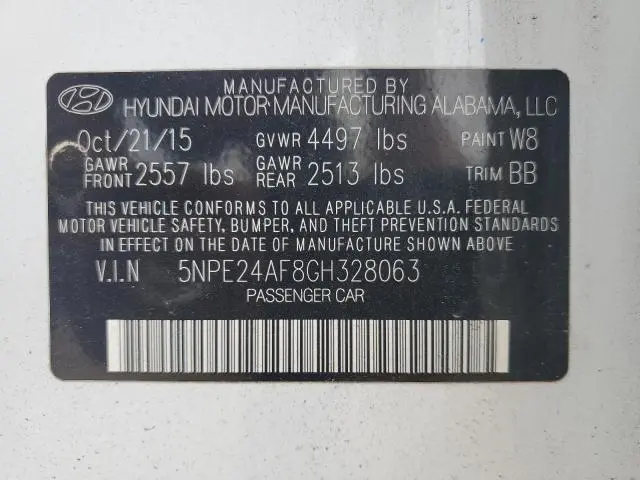 MANUFACTURED BY
HYUNDAI MOTOR MANUFACTURING ALABAMA, LLC
Oct/21/15 GVWR 4497 lbs PAINT W8
GAWR FRONT 2557 lbs GAWR REAR 2513 lbs TRIM BB
THIS VEHICLE CONFORMS TO ALL APPLICABLE U.S.A. FEDERAL
MOTOR VEHICLE SAFETY, BUMPER, AND THEFT PREVENTION STANDARDS
IN EFFECT ON THE DATE OF MANUFACTURE SHOWN ABOVE.
V.I.N 5NPE24AF8GH328063
PASSENGER CAR